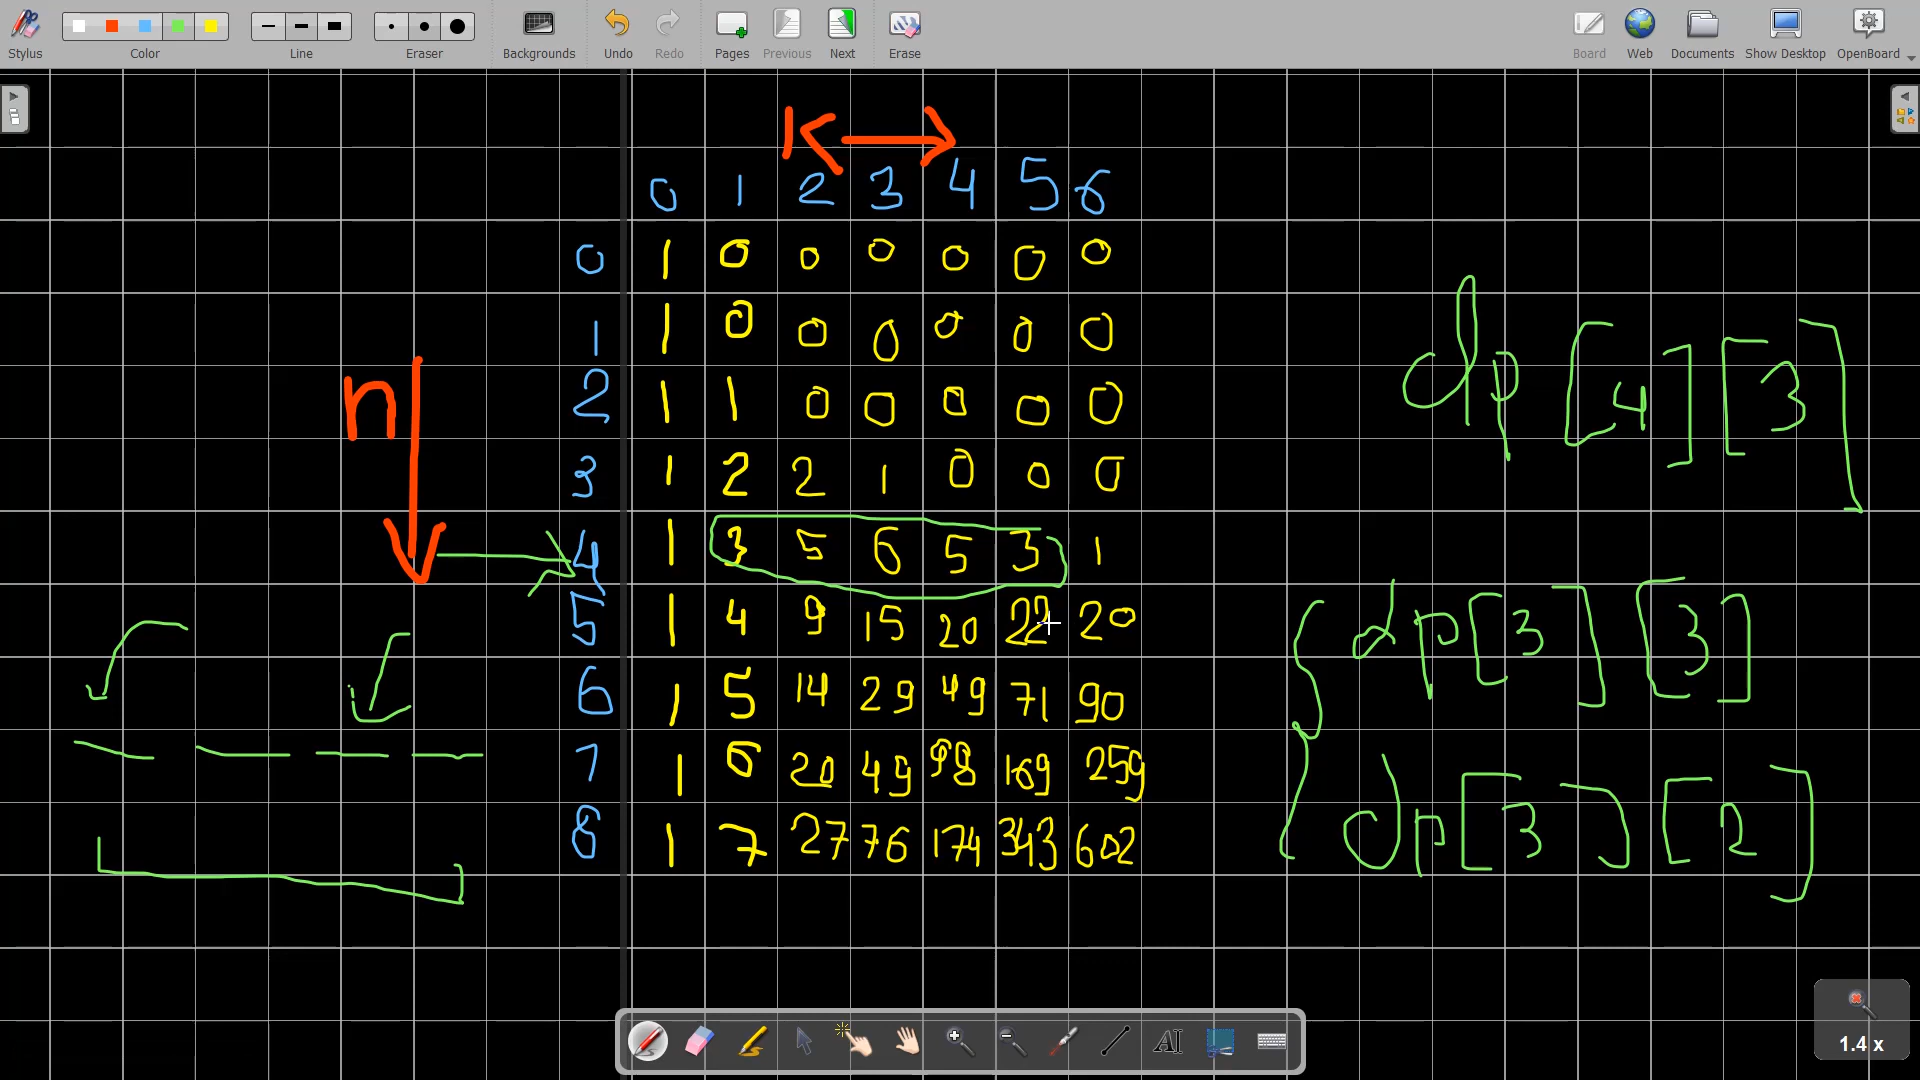 Stylus Color Line Eraser Backgrounds Undo Redo Pages Previous Next Erase Board Web Documents Show Desktop OpenBoard
K
0 1 2 3 4 5 6
0 1 0 0 0 0 0 0
1 1 0 0 0 0 0 0
n
2 1 1 0 0 0 0 0
3 1 2 2 1 0 0 0
4 1 3 5 6 5 3 1
5 1 4 9 15 20 22 20
6 1 5 14 29 49 71 90
7 1 6 20 49 98 169 259
8 1 7 27 76 174 343 602
dp[4][3]
{dp[3][3]
dp[3][2]
AI
1.4 x